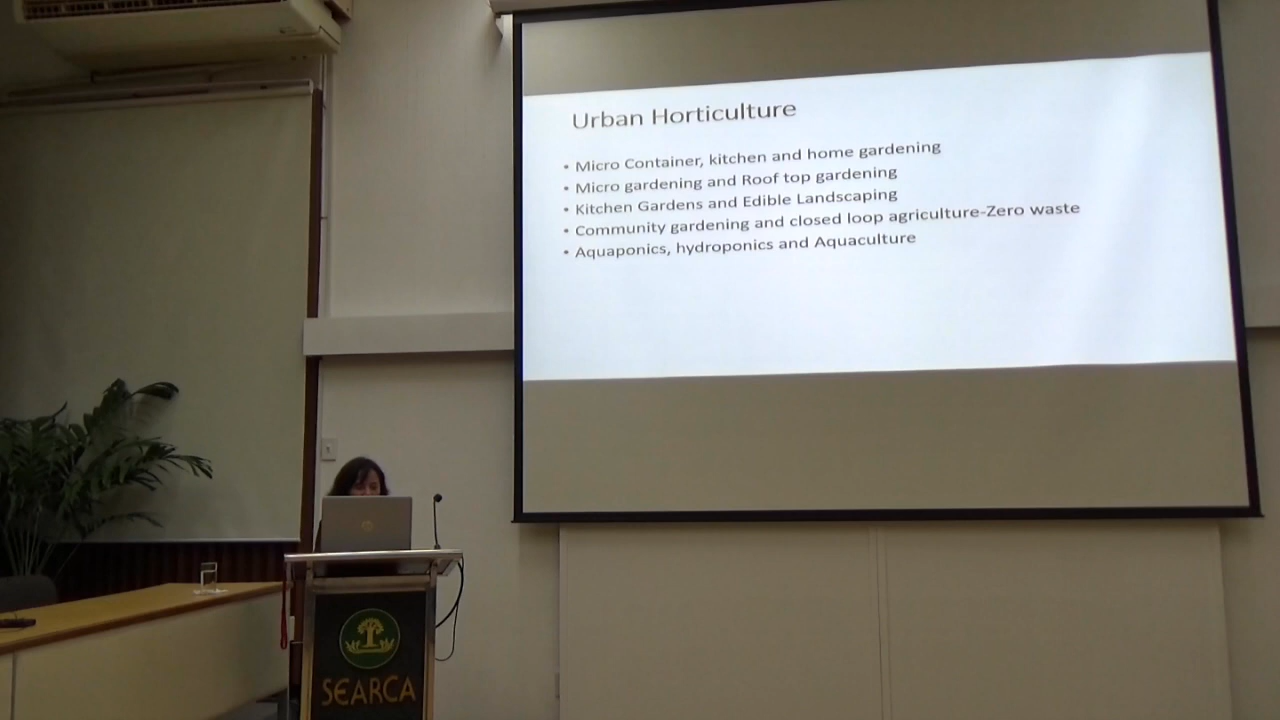 Urban Horticulture
• Micro Container, kitchen and home gardening
• Micro gardening and Roof top gardening
• Kitchen Gardens and Edible Landscaping
• Community gardening and closed loop agriculture-Zero waste
• Aquaponics, hydroponics and Aquaculture
hp
SEARCA